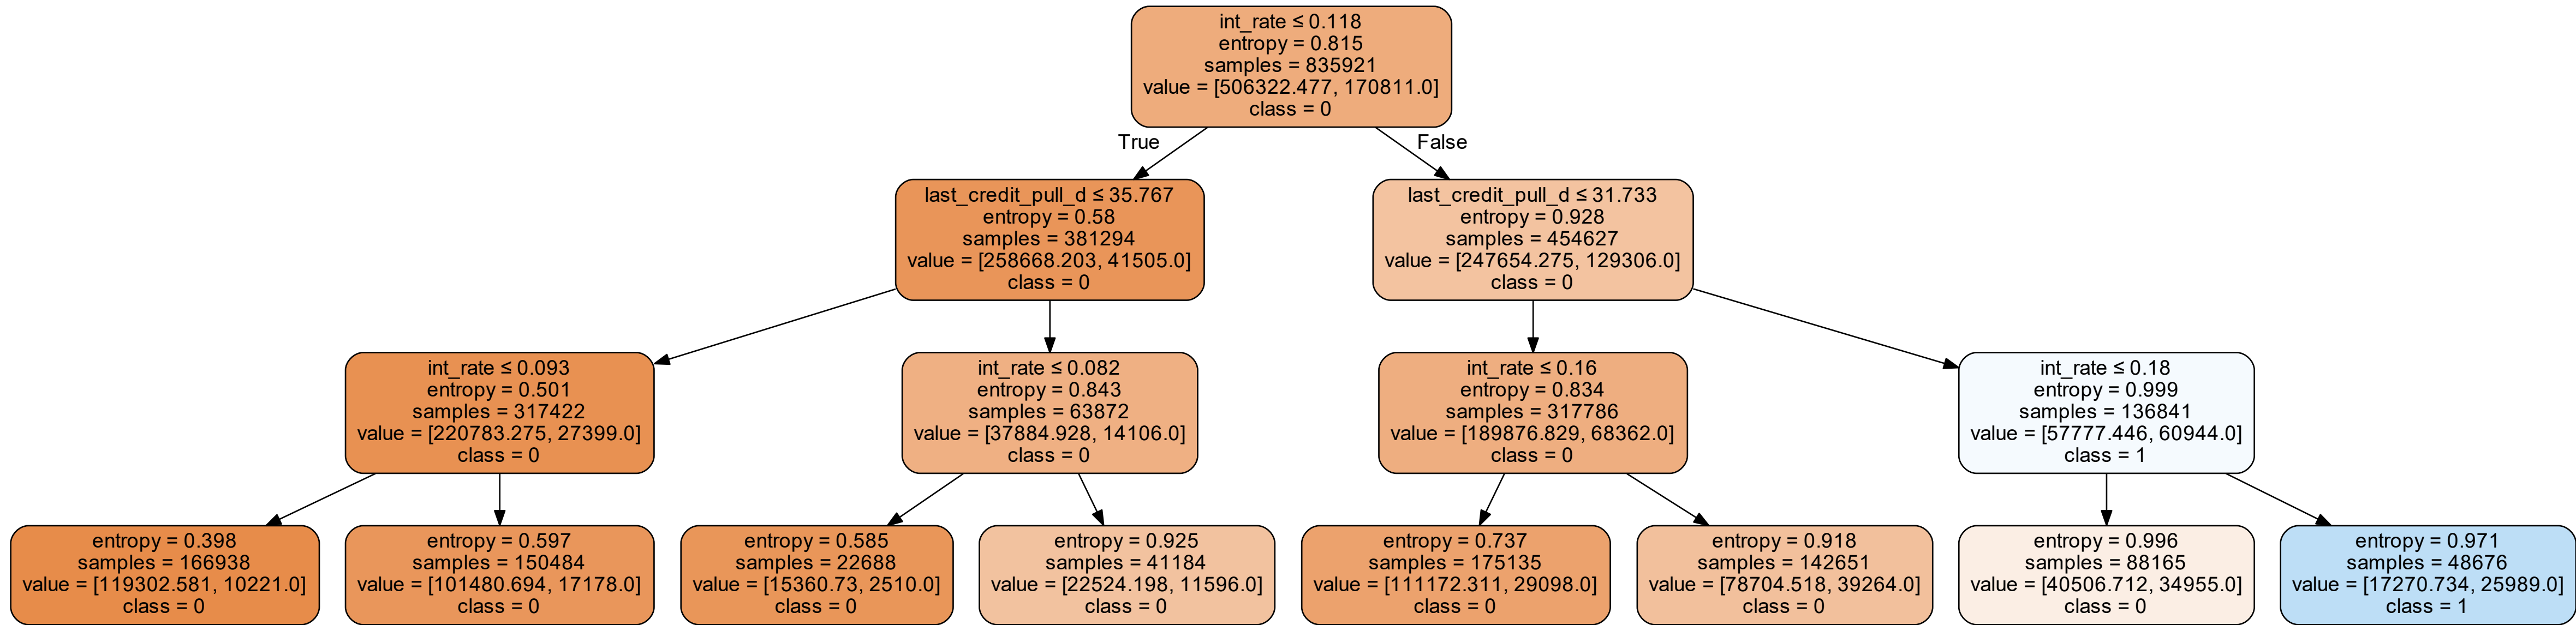 int_rate ≤ 0.118
entropy = 0.815
samples = 835921
value = [506322.477, 170811.0]
class = 0
True
False
last_credit_pull_d ≤ 35.767
entropy = 0.58
samples = 381294
value = [258668.203, 41505.0]
class = 0
last_credit_pull_d ≤ 31.733
entropy = 0.928
samples = 454627
value = [247654.275, 129306.0]
class = 0
int_rate ≤ 0.093
entropy = 0.501
samples = 317422
value = [220783.275, 27399.0]
class = 0
int_rate ≤ 0.082
entropy = 0.843
samples = 63872
value = [37884.928, 14106.0]
class = 0
int_rate ≤ 0.16
entropy = 0.834
samples = 317786
value = [189876.829, 68362.0]
class = 0
int_rate ≤ 0.18
entropy = 0.999
samples = 136841
value = [57777.446, 60944.0]
class = 1
entropy = 0.398
samples = 166938
value = [119302.581, 10221.0]
class = 0
entropy = 0.597
samples = 150484
value = [101480.694, 17178.0]
class = 0
entropy = 0.585
samples = 22688
value = [15360.73, 2510.0]
class = 0
entropy = 0.925
samples = 41184
value = [22524.198, 11596.0]
class = 0
entropy = 0.737
samples = 175135
value = [111172.311, 29098.0]
class = 0
entropy = 0.918
samples = 142651
value = [78704.518, 39264.0]
class = 0
entropy = 0.996
samples = 88165
value = [40506.712, 34955.0]
class = 0
entropy = 0.971
samples = 48676
value = [17270.734, 25989.0]
class = 1